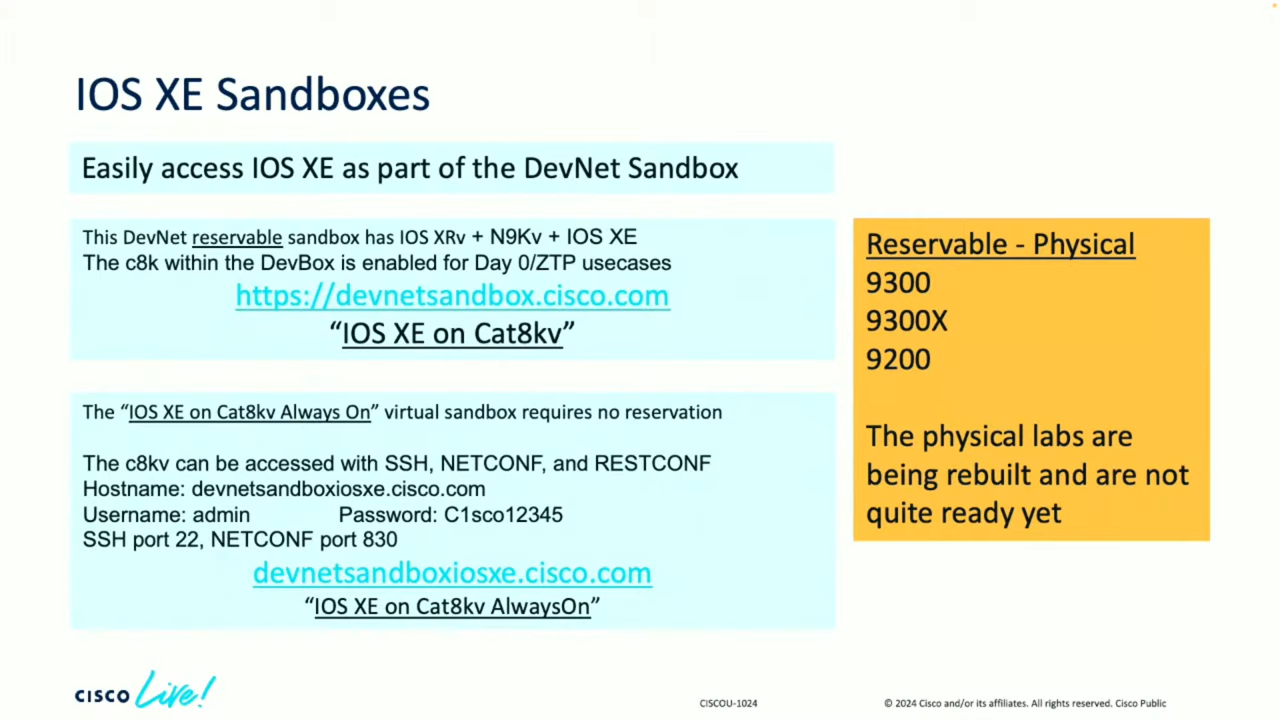 IOS XE Sandboxes
Easily access IOS XE as part of the DevNet Sandbox
This DevNet reservable sandbox has IOS XRv + N9Kv + IOS XE
The c8k within the DevBox is enabled for Day 0/ZTP usecases
https://devnetsandbox.cisco.com
“IOS XE on Cat8kv”
The “IOS XE on Cat8kv Always On” virtual sandbox requires no reservation
The c8kv can be accessed with SSH, NETCONF, and RESTCONF
Hostname: devnetsandboxiosxe.cisco.com
Username: admin Password: C1sco12345
SSH port 22, NETCONF port 830
devnetsandboxiosxe.cisco.com
“IOS XE on Cat8kv AlwaysOn”
Reservable - Physical
9300
9300X
9200
The physical labs are
being rebuilt and are not
quite ready yet
CISCO Live!
CISCOU-1024
© 2024 Cisco and/or its affiliates. All rights reserved. Cisco Public